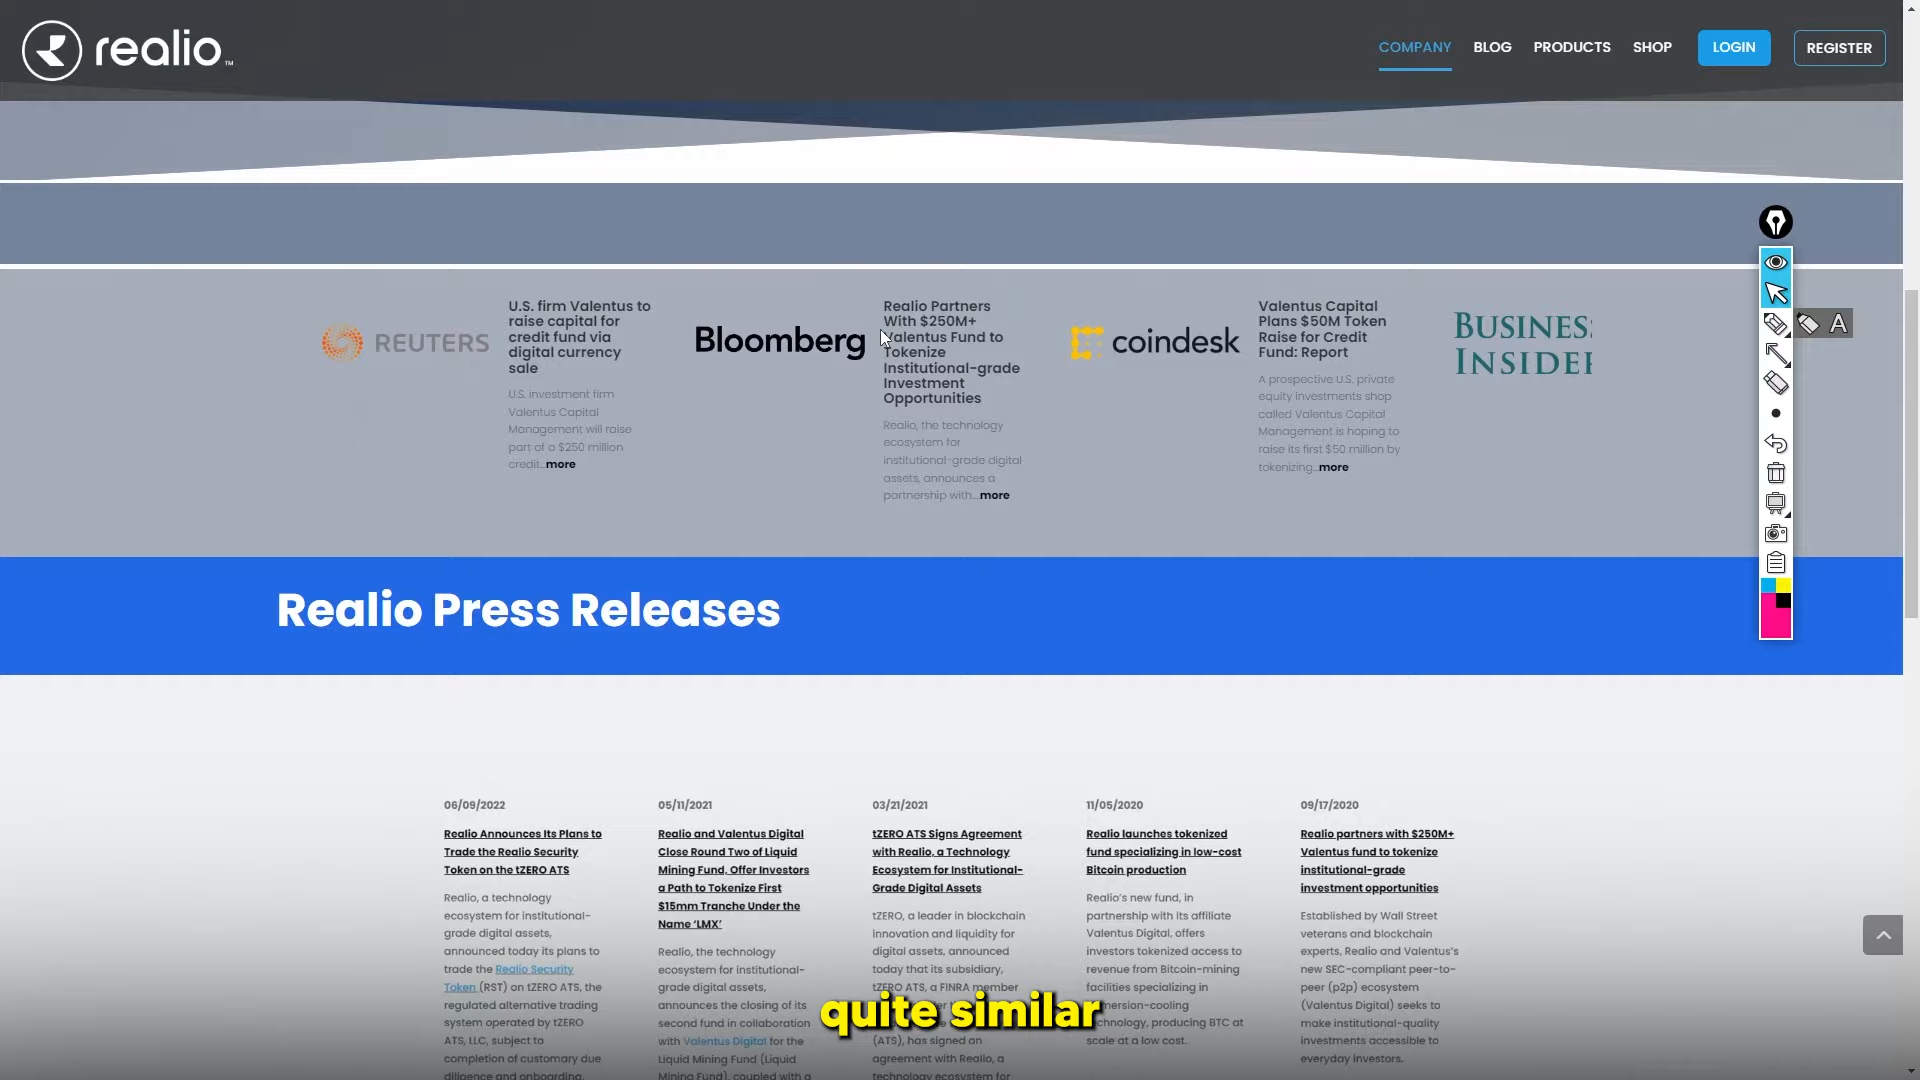 realio™
COMPANY BLOG PRODUCTS SHOP LOGIN REGISTER
REUTERS
U.S. firm Valentus to
raise capital for
credit fund via
digital currency
sale
U.S. investment firm
Valentus Capital
Management will raise
part of a $250 million
credit...more
Bloomberg
Realio Partners
With $250M+
Valentus Fund to
Tokenize
Institutional-grade
Investment
Opportunities
Realio, the technology
ecosystem for
institutional-grade digital
assets, announces a
partnership with...more
coindesk
Valentus Capital
Plans $50M Token
Raise for Credit
Fund: Report
A prospective U.S. private
equity investments shop
called Valentus Capital
Management is hoping to
raise its first $50 million by
tokenizing...more
BUSINES
INSIDE
A
Realio Press Releases
06/09/2022
Realio Announces Its Plans to
Trade the Realio Security
Token on the tZERO ATS
Realio, a technology
ecosystem for institutional-
grade digital assets,
announced today its plans to
trade the Realio Security
Token (RST) on tZERO ATS, the
regulated alternative trading
system operated by tZERO
ATS, LLC, subject to
completion of customary due
diligence and onboarding.
05/11/2021
Realio and Valentus Digital
Close Round Two of Liquid
Mining Fund, Offer Investors
a Path to Tokenize First
$15mm Tranche Under the
Name ‘LMX’
Realio, the technology
ecosystem for institutional-
grade digital assets,
announces the closing of its
second fund in collaboration
with Valentus Digital for the
Liquid Mining Fund (Liquid
Mining Fund), coupled with a
03/21/2021
tZERO ATS Signs Agreement
with Realio, a Technology
Ecosystem for Institutional-
Grade Digital Assets
tZERO, a leader in blockchain
innovation and liquidity for
digital assets, announced
today that its subsidiary,
tZERO ATS, a FINRA member
(ATS), has signed an
agreement with Realio, a
technology ecosystem for
11/05/2020
Realio launches tokenized
fund specializing in low-cost
Bitcoin production
Realio's new fund, in
partnership with its affiliate
Valentus Digital, offers
investors tokenized access to
revenue from Bitcoin-mining
facilities specializing in
technology, producing BTC at
scale at a low cost.
09/17/2020
Realio partners with $250M+
Valentus fund to tokenize
institutional-grade
investment opportunities
Established by Wall Street
veterans and blockchain
experts, Realio and Valentus's
new SEC-compliant peer-to-
peer (p2p) ecosystem
(Valentus Digital) seeks to
make institutional-quality
investments accessible to
everyday investors.
quite similar